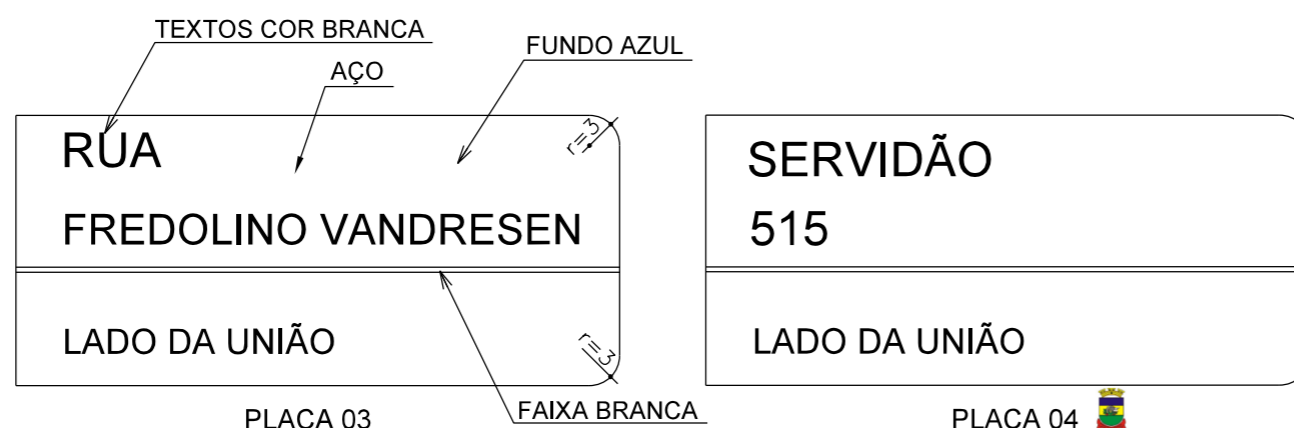 TEXTOS COR BRANCA
FUNDO AZUL
AÇO
RUA
r=3
FREDOLINO VANDRESEN
LADO DA UNIÃO
r=3
FAIXA BRANCA
PLACA 03
SERVIDÃO
515
LADO DA UNIÃO
PLACA 04